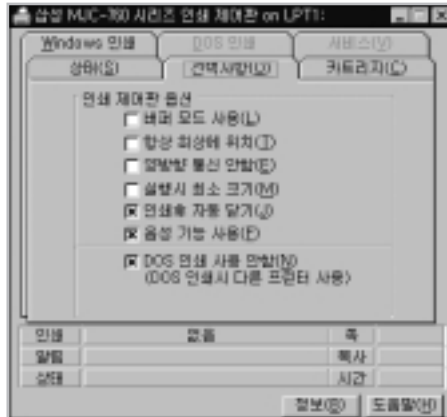 삼성 MJC-760 시리즈 인쇄 제어판 on LPT1:
Windows 인쇄 DOS 인쇄 서비스(V)
상태(S) 선택사항(O) 카트리지(C)
인쇄 제어판 옵션
버퍼 모드 사용(L)
항상 최상에 위치(T)
양방향 통신 안함(E)
실행시 최소 크기(M)
인쇄후 자동 닫기(J)
음성 기능 사용(F)
DOS 인쇄 사용 안함(N)
(DOS 인쇄시 다른 프린터 사용)
인쇄 없음 쪽
알림 복사
상태 시간
정보(B) 도움말(H)